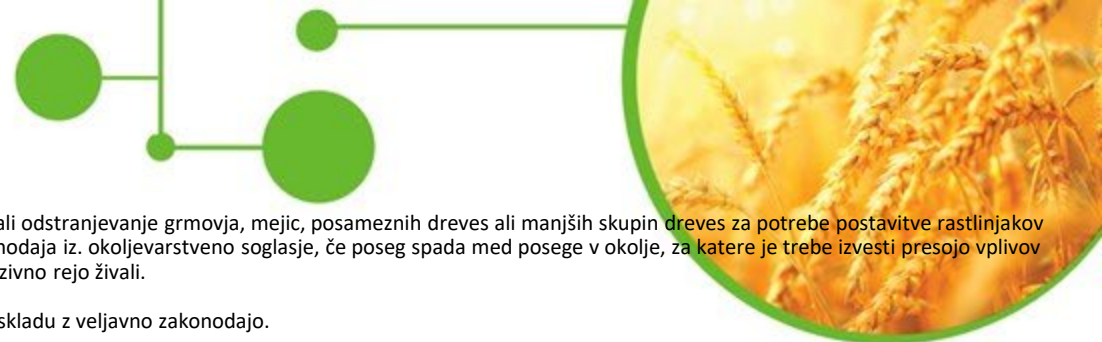 ali odstranjevanje grmovja, mejic, posameznih dreves ali manjših skupin dreves za potrebe postavitve rastlinjakov
nodaja iz. okoljevarstveno soglasje, če poseg spada med posege v okolje, za katere je trebe izvesti presojo vplivov
zivno rejo živali.
skladu z veljavno zakonodajo.